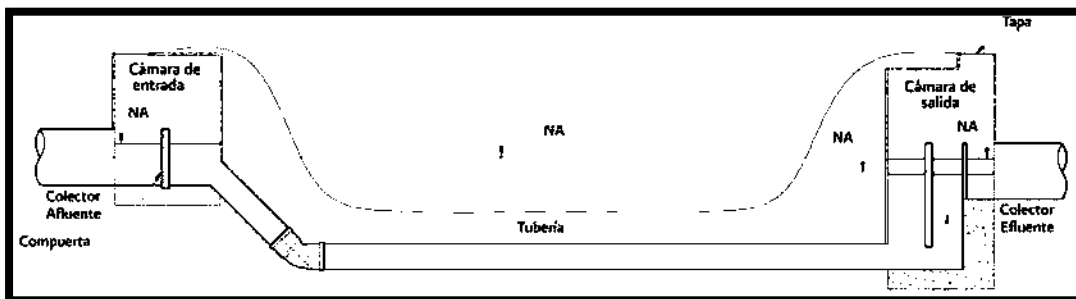 Tapa
Cámara de
entrada
NA
Cámara de
salida
NA
NA
NA
Colector
Afluente
Tubería
Colector
Efluente
Compuerta